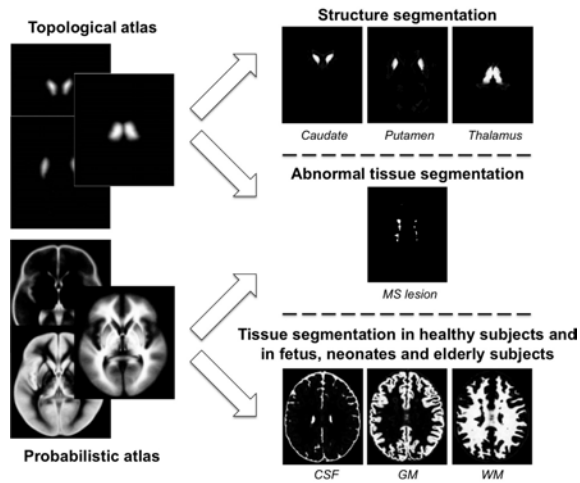 Topological atlas
Structure segmentation
Caudate
Putamen
Thalamus
Abnormal tissue segmentation
MS lesion
Tissue segmentation in healthy subjects and
in fetus, neonates and elderly subjects
Probabilistic atlas
CSF
GM
WM